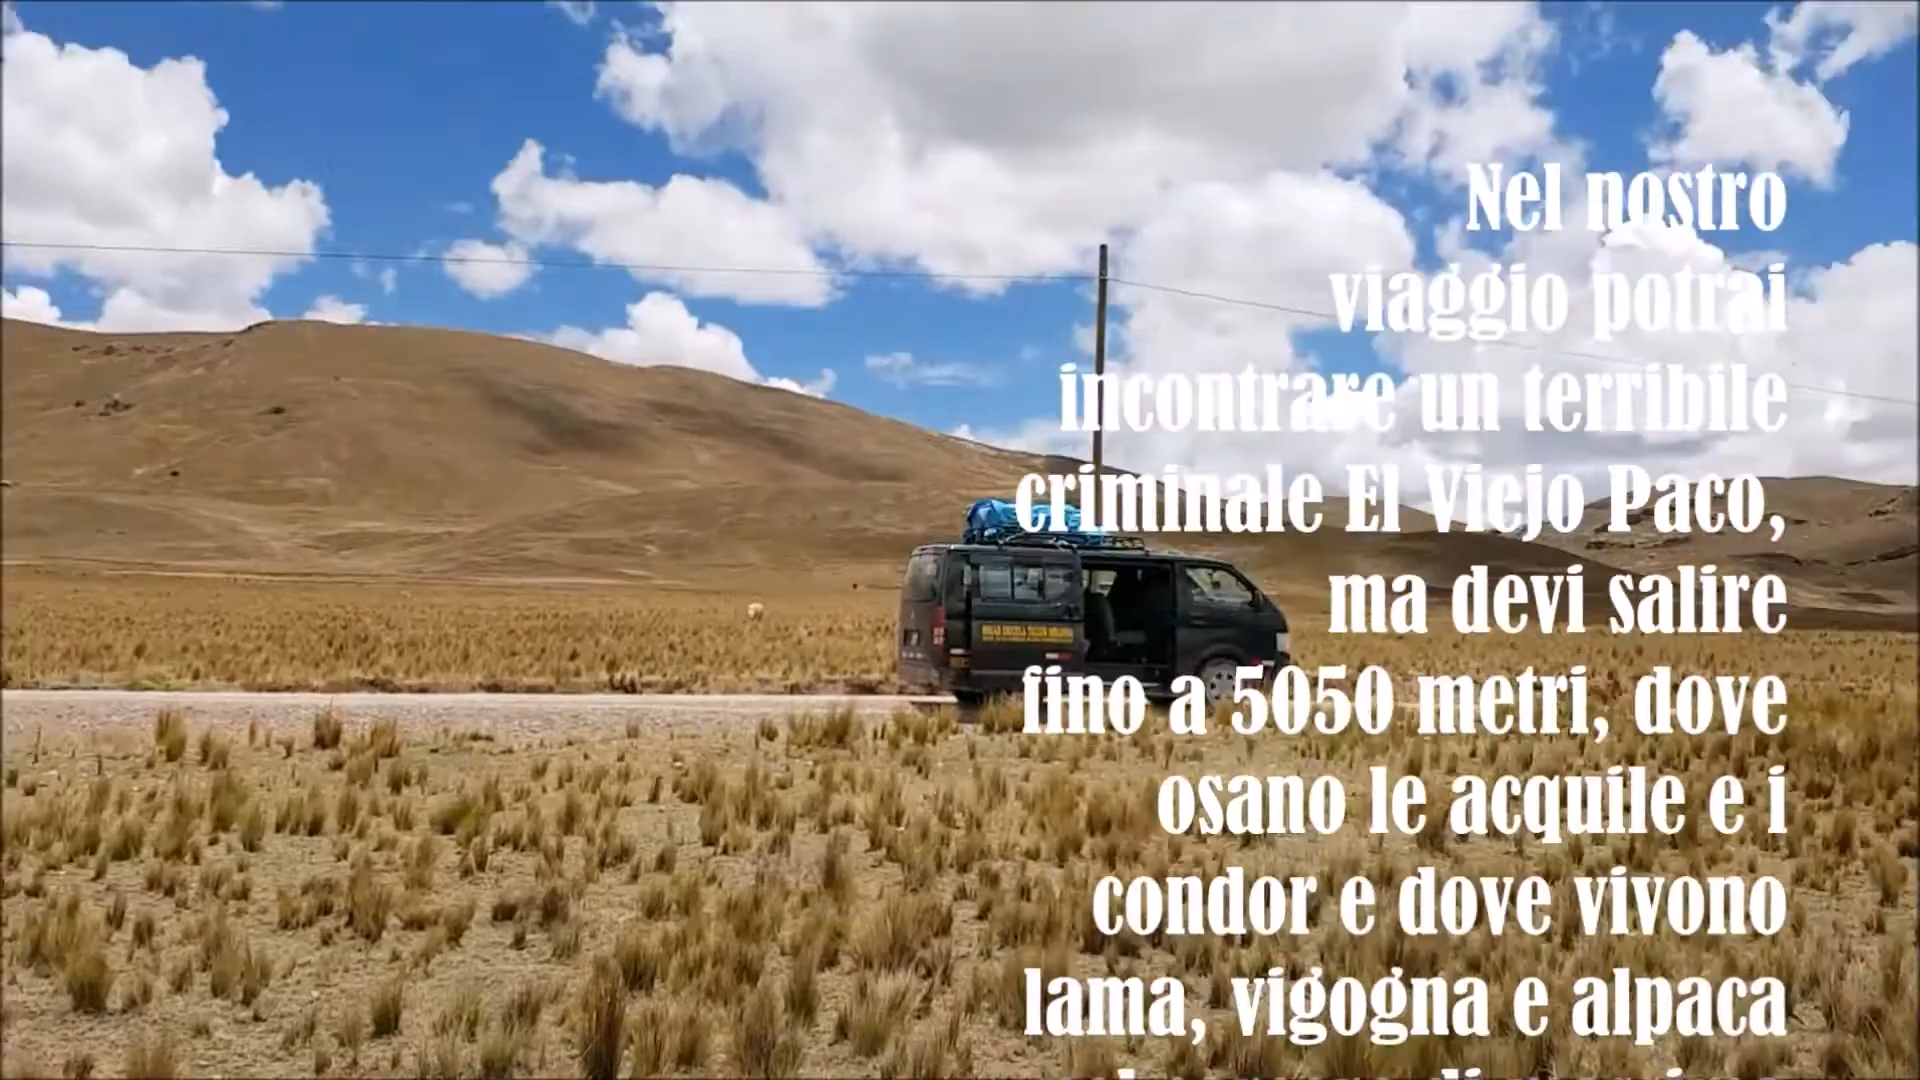 Nel nostro
viaggio potrai
incontrare un terribile
criminale El Viejo Paco,
ma devi salire
fino a 5050 metri, dove
osano le acquile e i
condor e dove vivono
lama, vigogna e alpaca